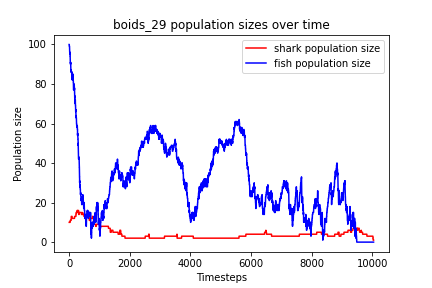 boids_29 population sizes over time
shark population size
fish population size
Population size
100
80
60
40
20
0
0 2000 4000 6000 8000 10000
Timesteps